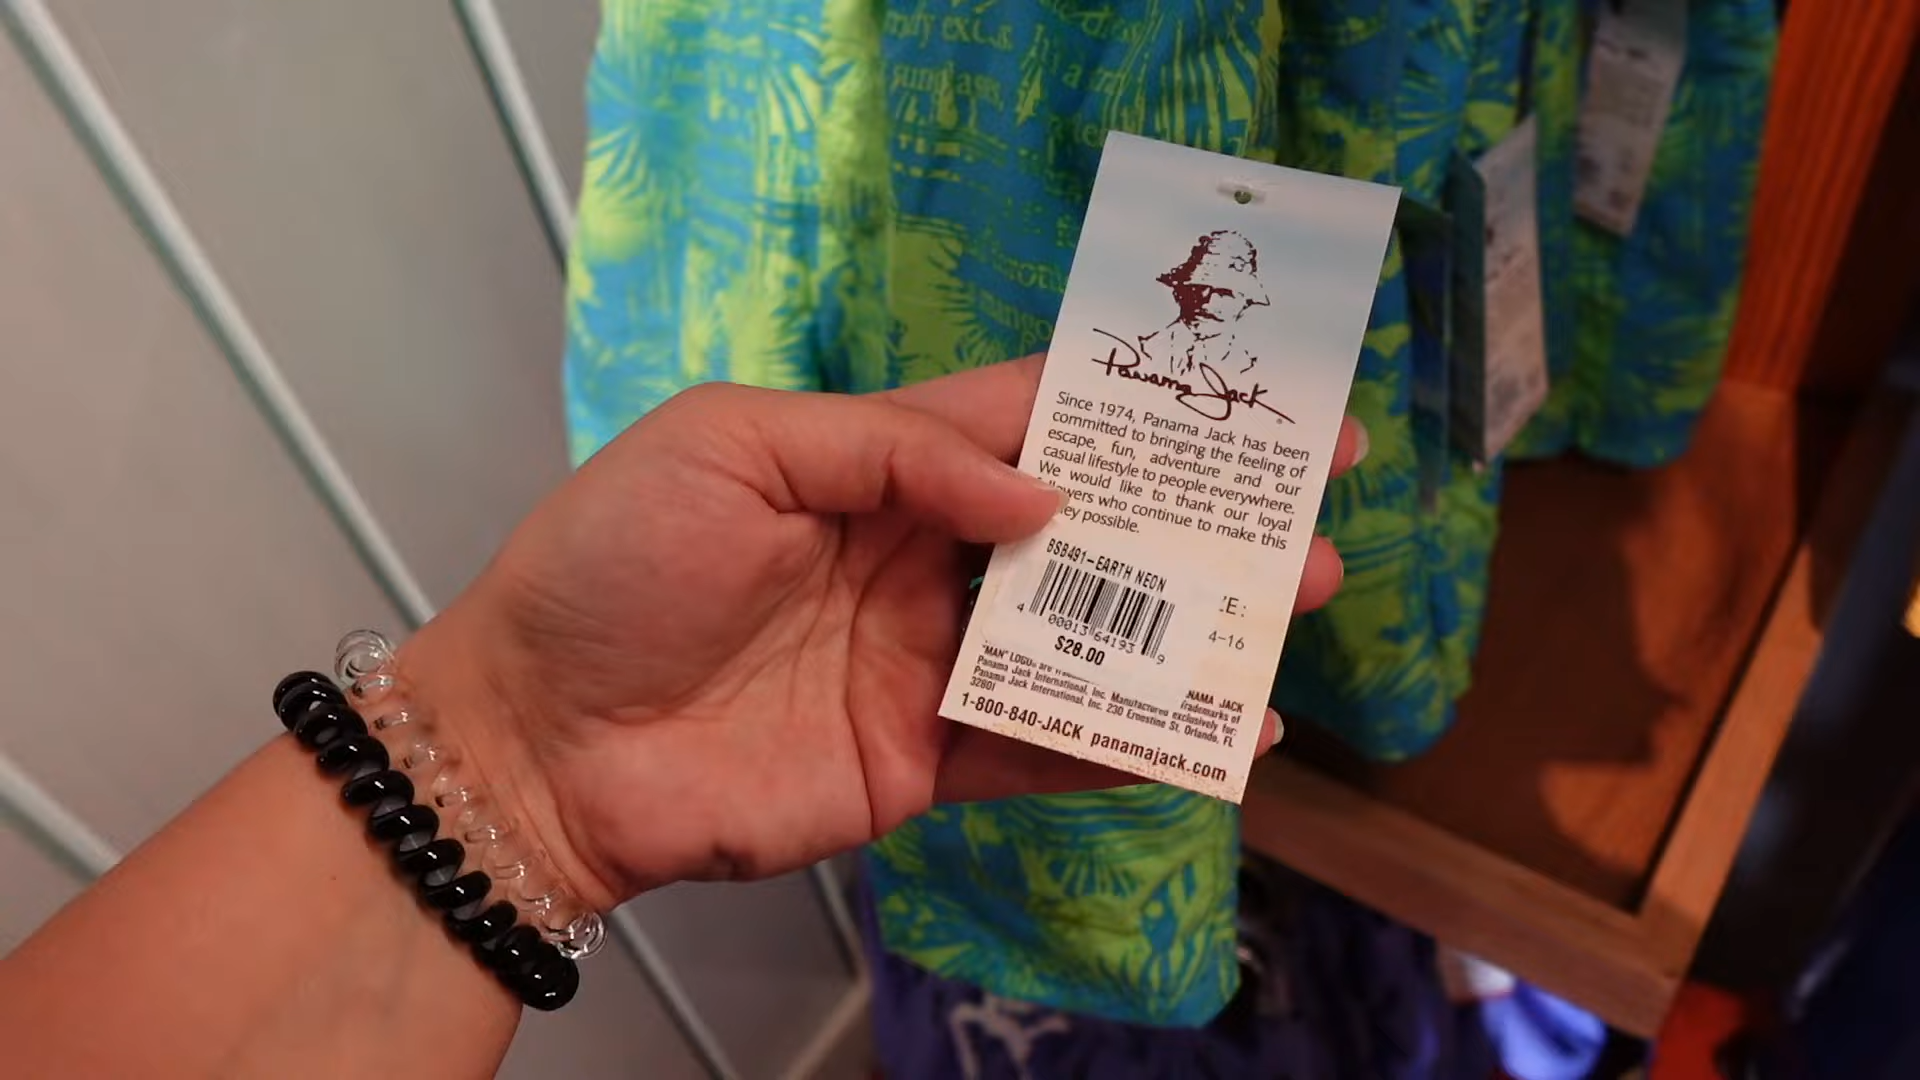 Panama Jack
Since 1974, Panama Jack has been
committed to bringing the feeling of
escape, fun, adventure and our
casual lifestyle to people everywhere.
We would like to thank our loyal
who continue to make this
possible.
BSB491-EARTH NEON
4 00013 64193 9
$28.00
4-16
"MAN" are
Panama Jack International, Inc. Manufactured exclusively for:
Panama Jack International, Inc. 230 Ernestine St. Orlando, FL
32801
1-800-840-JACK panamajack.com